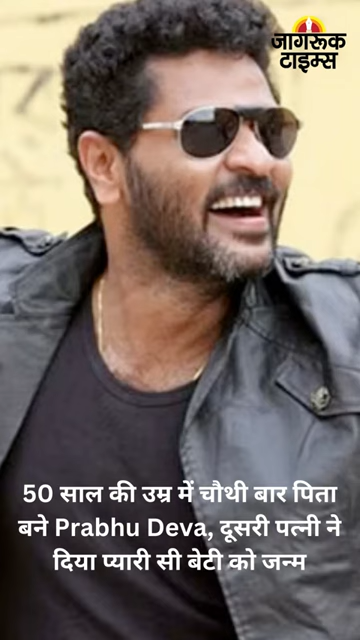 जागरूक
टाइम्स
50 साल की उम्र में चौथी बार पिता
बने Prabhu Deva, दूसरी पत्नी ने
दिया प्यारी सी बेटी को जन्म